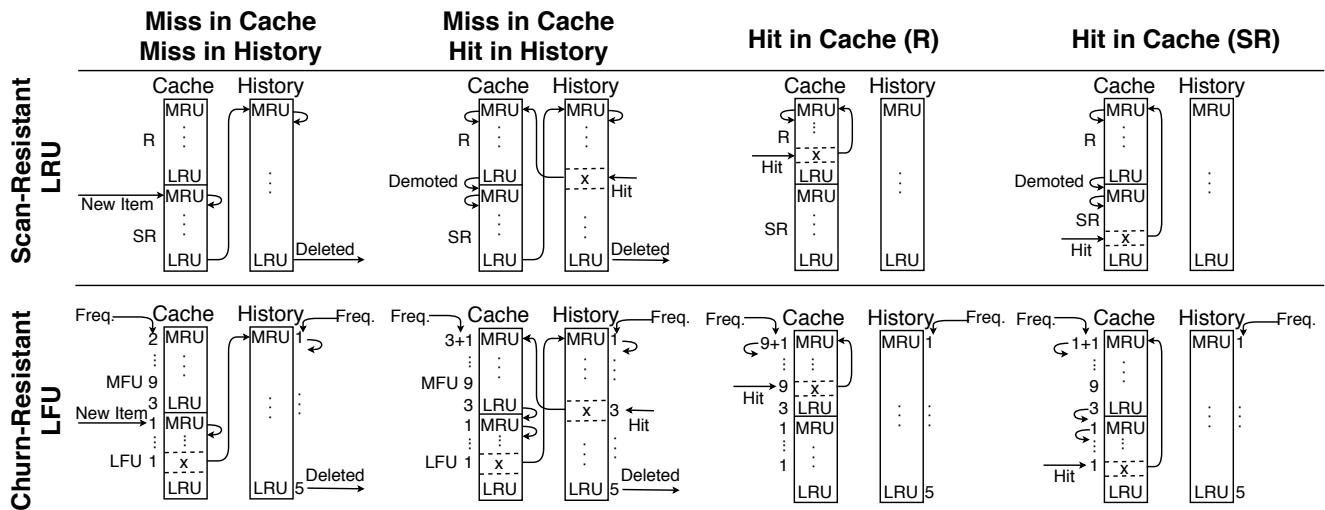 Miss in Cache
Miss in History
Miss in Cache
Hit in History
Hit in Cache (R)
Hit in Cache (SR)
Scan-Resistant
LRU
Cache History
MRU MRU
R
LRU
MRU
New Item
SR
LRU LRU Deleted
Cache History
MRU MRU
R
LRU
Demoted
x
Hit
MRU
SR
LRU LRU Deleted
Cache History
MRU MRU
R
x
Hit
LRU
SR
LRU LRU
Cache History
MRU MRU
R
LRU
Demoted
MRU
SR
x
Hit
LRU LRU
Churn-Resistant
LFU
Cache History
Freq. Freq.
2 MRU MRU 1
MFU 9
3 LRU
New Item
1 MRU
LFU 1 x
LRU LRU 5 Deleted
Cache History
Freq. Freq.
3+1 MRU MRU 1
MFU 9
3 LRU x 3
Hit
1 MRU
LFU 1 x
LRU LRU 5 Deleted
Cache History
Freq. Freq.
9+1 MRU MRU 1
9 x
Hit
3 LRU
1 MRU
1
LRU LRU 5
Cache History
Freq. Freq.
1+1 MRU MRU 1
9
3 LRU
1 MRU
1 x
Hit
LRU LRU 5